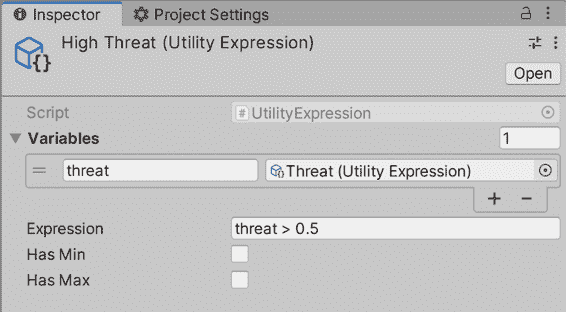 Inspector Project Settings
High Threat (Utility Expression)
Open
Script # UtilityExpression
Variables 1
threat Threat (Utility Expression)
+ −
Expression threat > 0.5
Has Min
Has Max